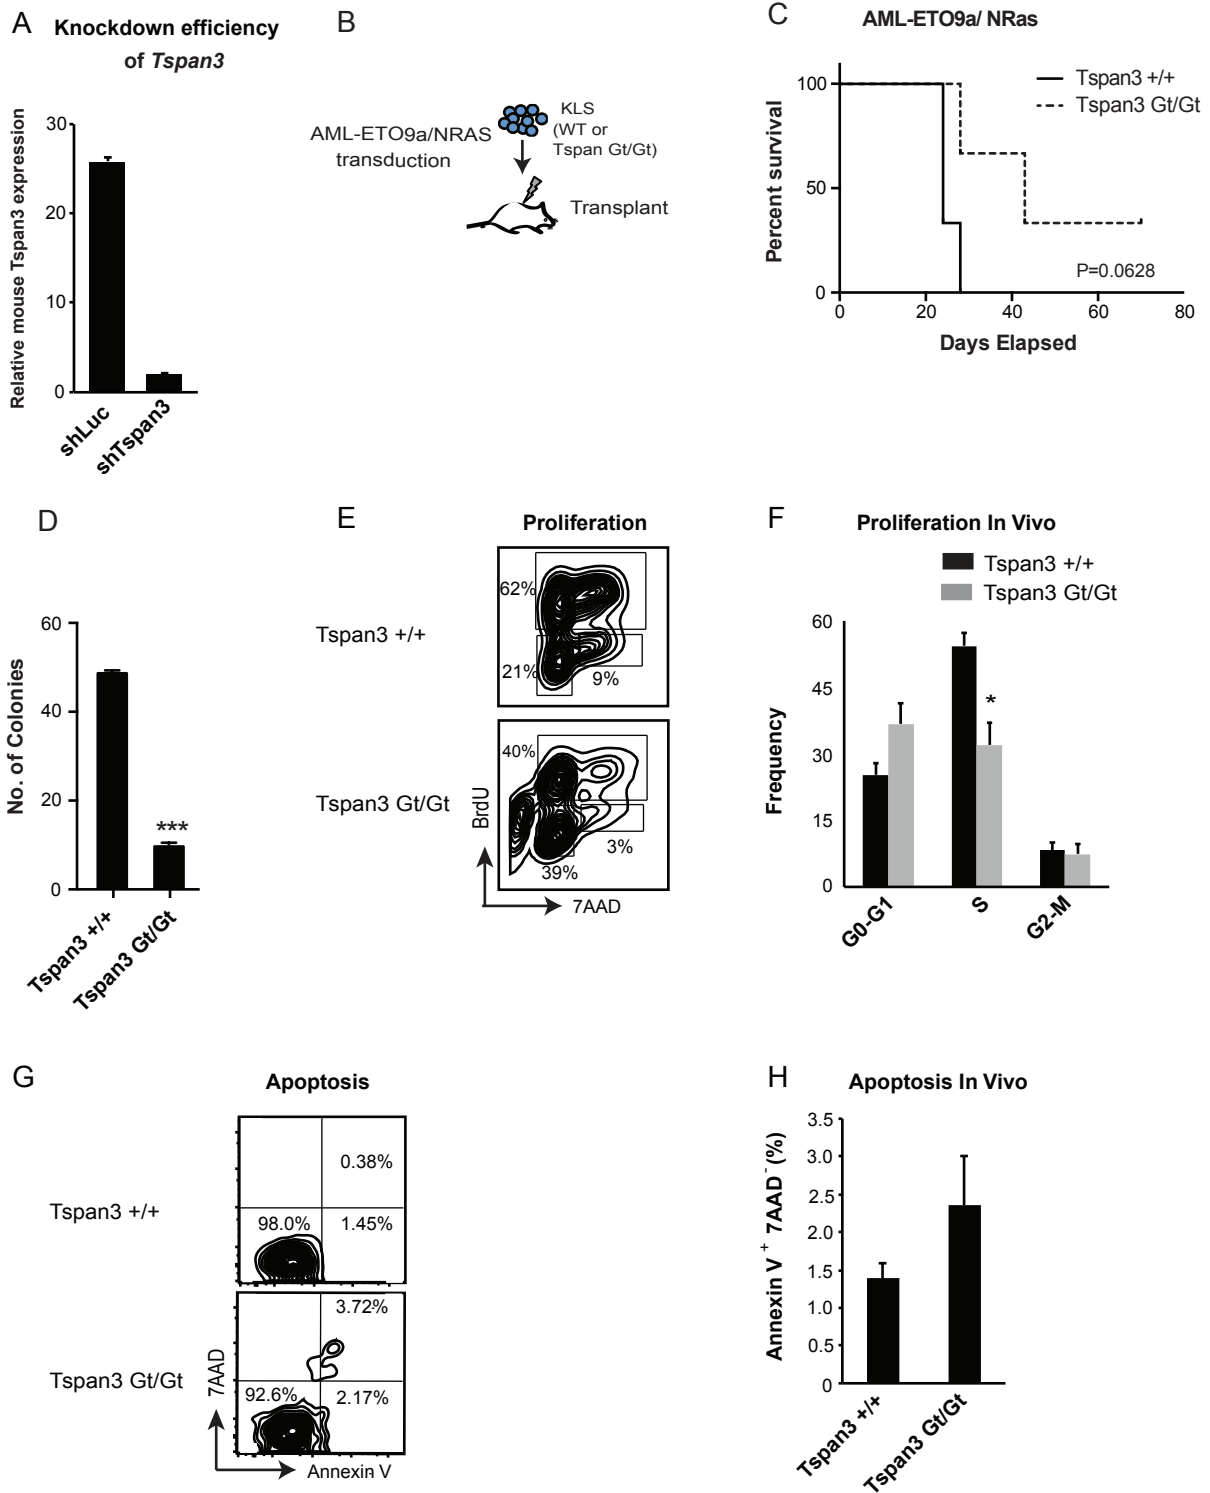 A
Knockdown efficiency
of Tspan3
Relative mouse Tspan3 expression
30
20
10
0
shLuc
shTspan3
B
AML-ETO9a/NRAS
transduction
KLS
(WT or
Tspan Gt/Gt)
Transplant
C
AML-ETO9a/ NRas
Tspan3 +/+
Tspan3 Gt/Gt
Percent survival
100
50
0
P=0.0628
0 20 40 60 80
Days Elapsed
D
No. of Colonies
60
40
20
0
***
Tspan3 +/+
Tspan3 Gt/Gt
E
Proliferation
Tspan3 +/+
62%
21%
9%
Tspan3 Gt/Gt
40%
3%
39%
BrdU
7AAD
F
Proliferation In Vivo
Tspan3 +/+
Tspan3 Gt/Gt
Frequency
60
45
30
15
0
*
G0-G1
S
G2-M
G
Apoptosis
Tspan3 +/+
0.38%
98.0%
1.45%
Tspan3 Gt/Gt
3.72%
92.6%
2.17%
7AAD
Annexin V
H
Apoptosis In Vivo
Annexin V + 7AAD - (%)
3.5
3.0
2.5
2.0
1.5
1.0
0.5
0
Tspan3 +/+
Tspan3 Gt/Gt